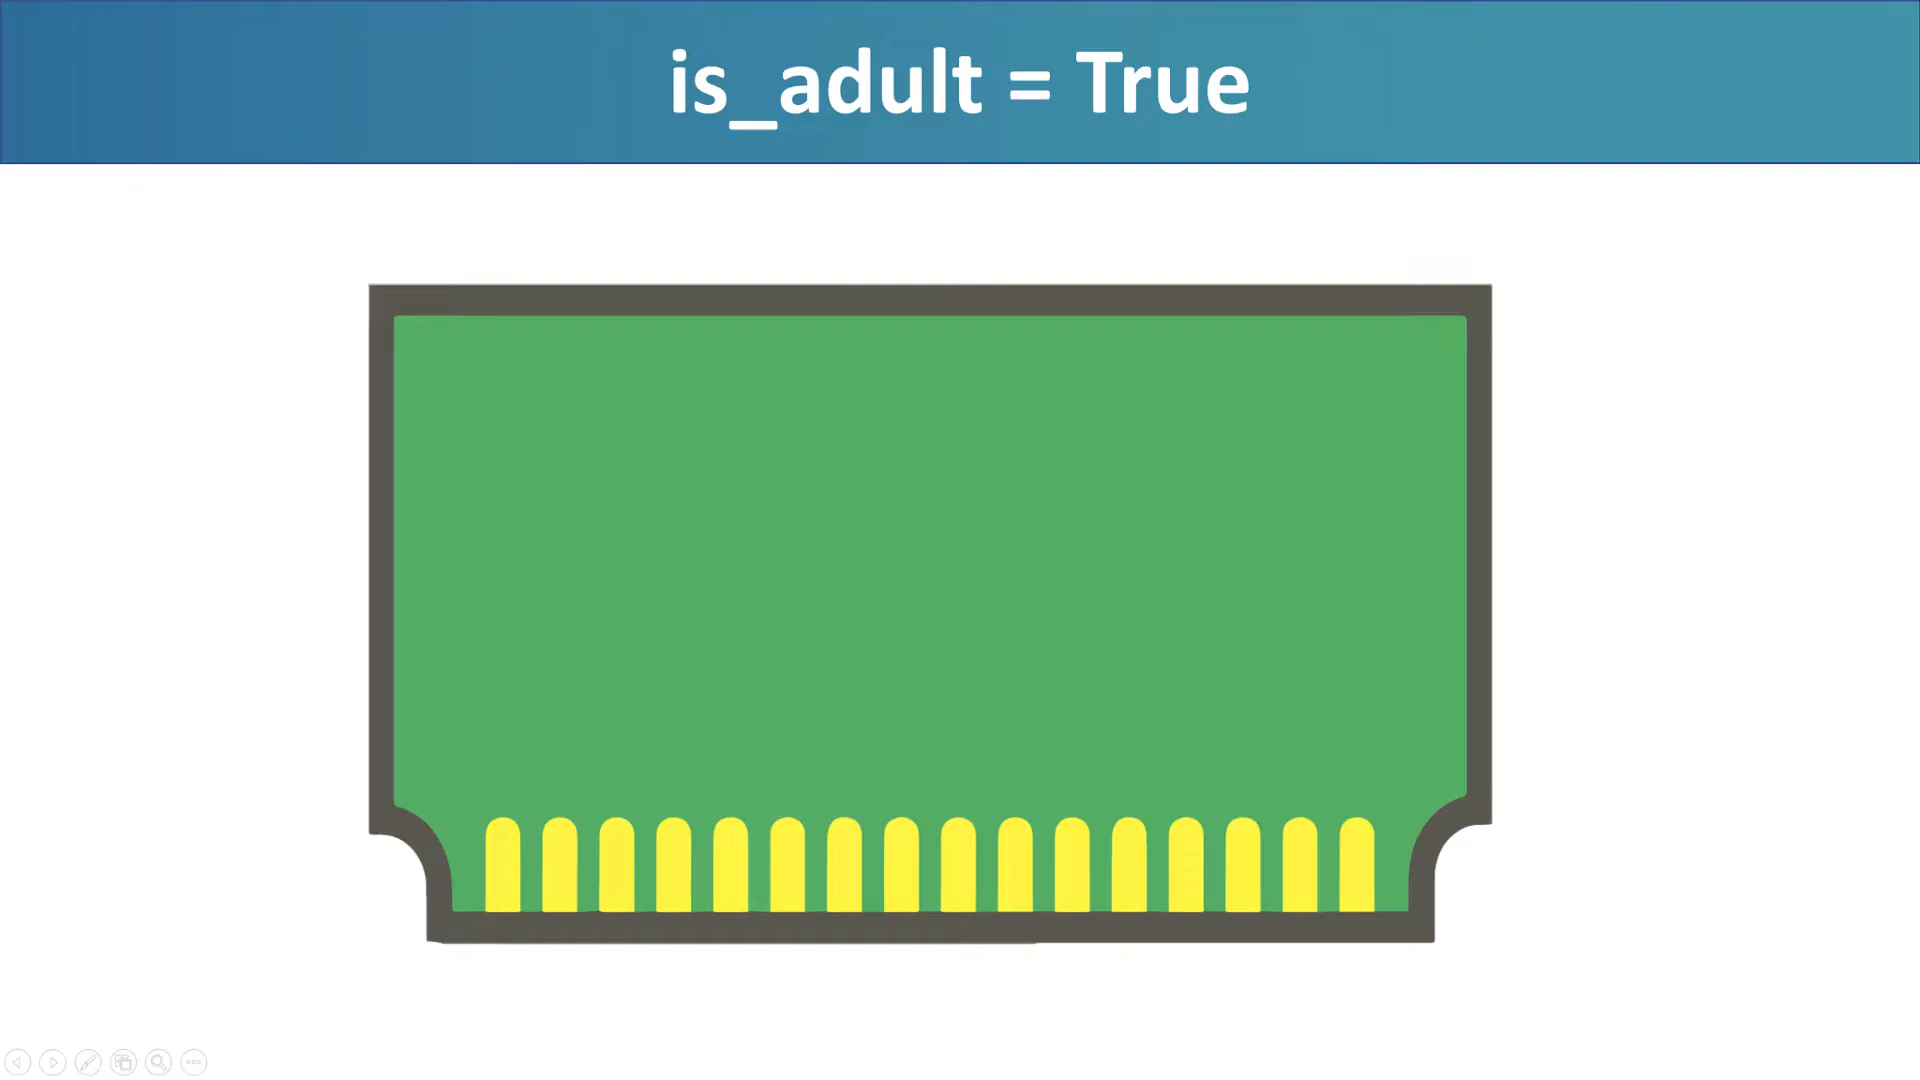 is_adult = True